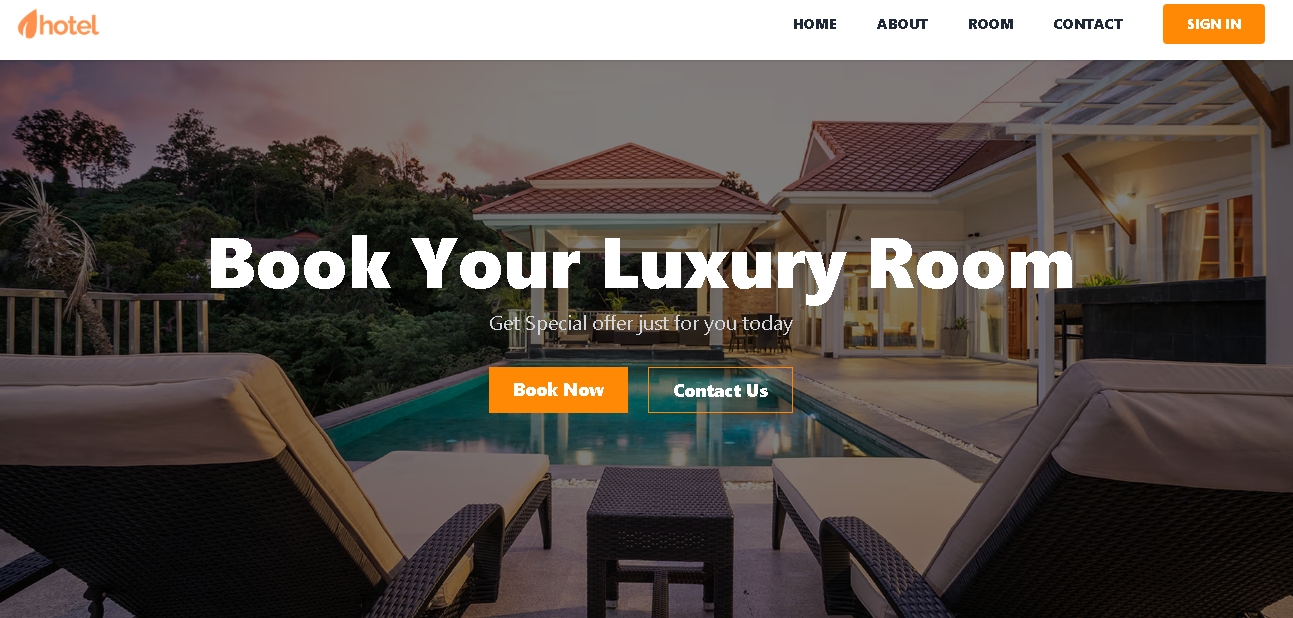 hotel
HOME ABOUT ROOM CONTACT SIGN IN
Book Your Luxury Room
Get Special offer just for you today
Book Now Contact Us